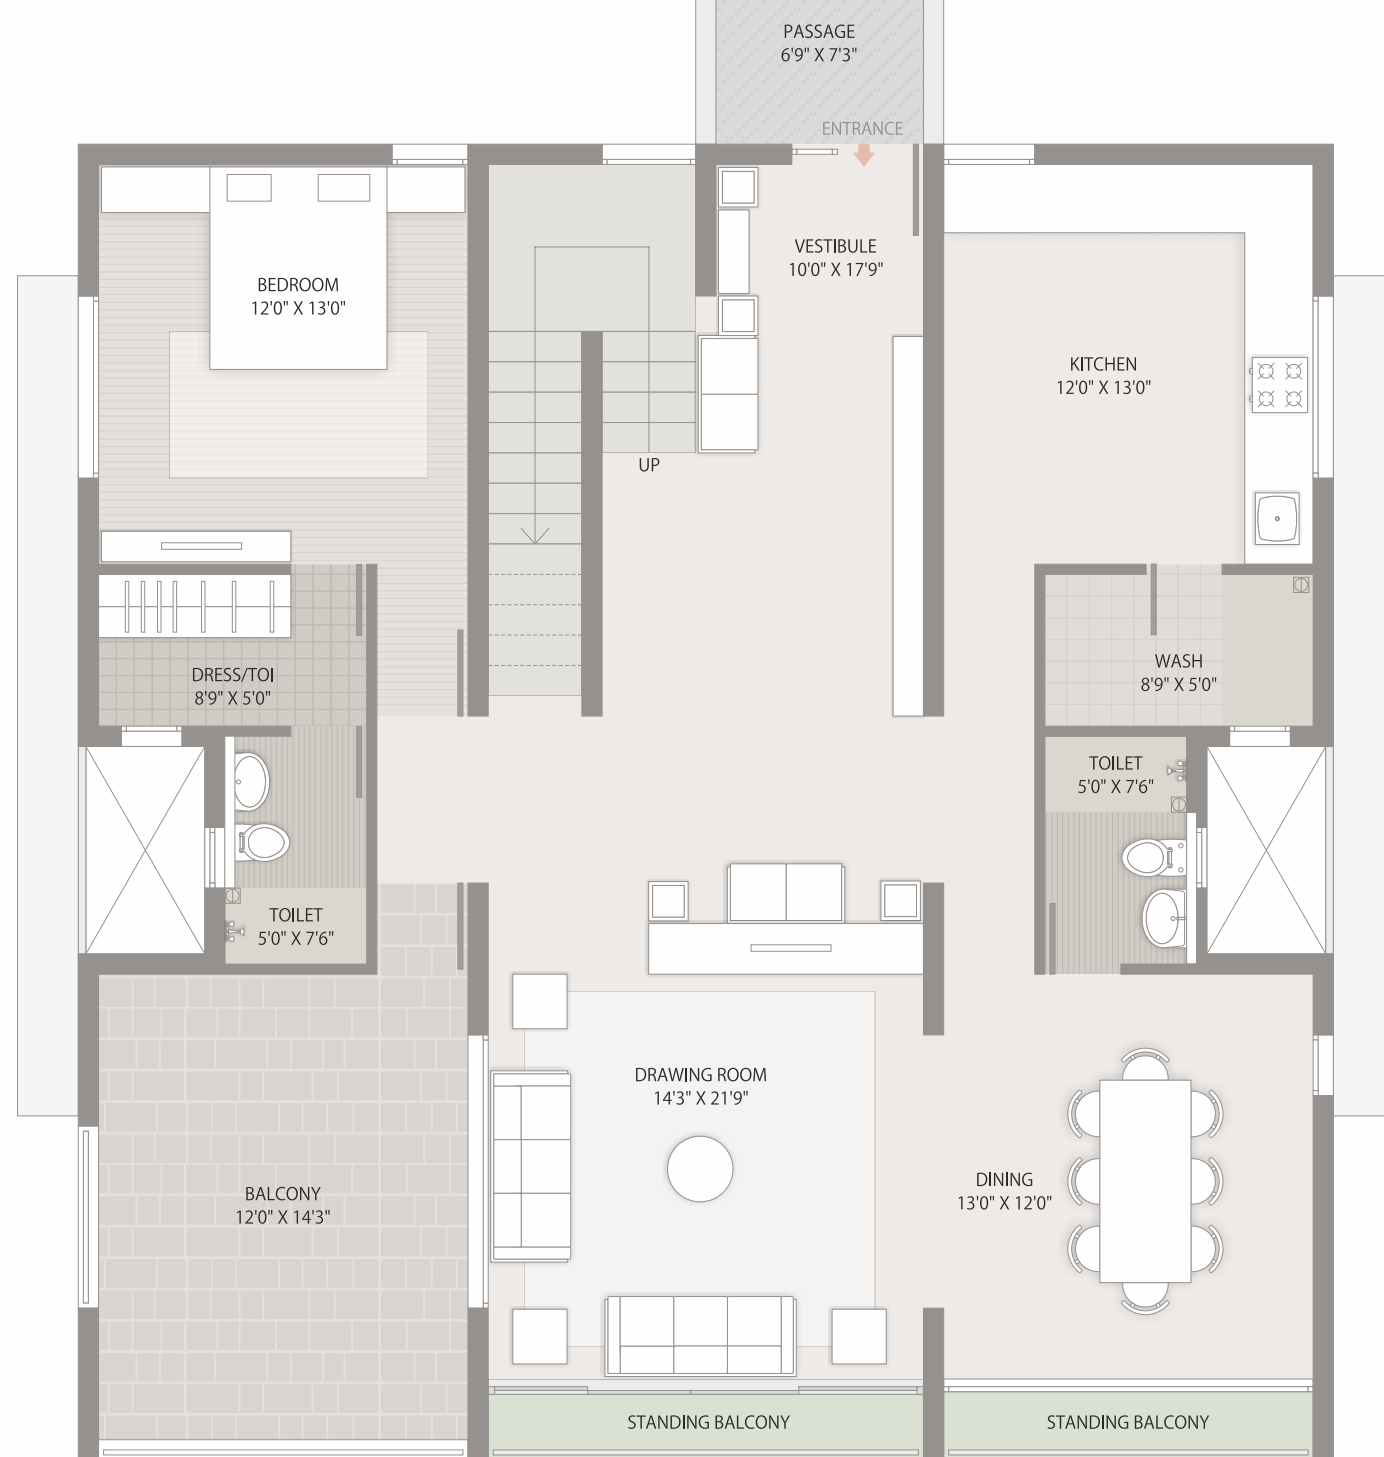 PASSAGE
6'9" X 7'3"
ENTRANCE
VESTIBULE
10'0" X 17'9"
BEDROOM
12'0" X 13'0"
KITCHEN
12'0" X 13'0"
UP
DRESS/TOI
8'9" X 5'0"
WASH
8'9" X 5'0"
TOILET
5'0" X 7'6"
TOILET
5'0" X 7'6"
DRAWING ROOM
14'3" X 21'9"
DINING
13'0" X 12'0"
BALCONY
12'0" X 14'3"
STANDING BALCONY
STANDING BALCONY